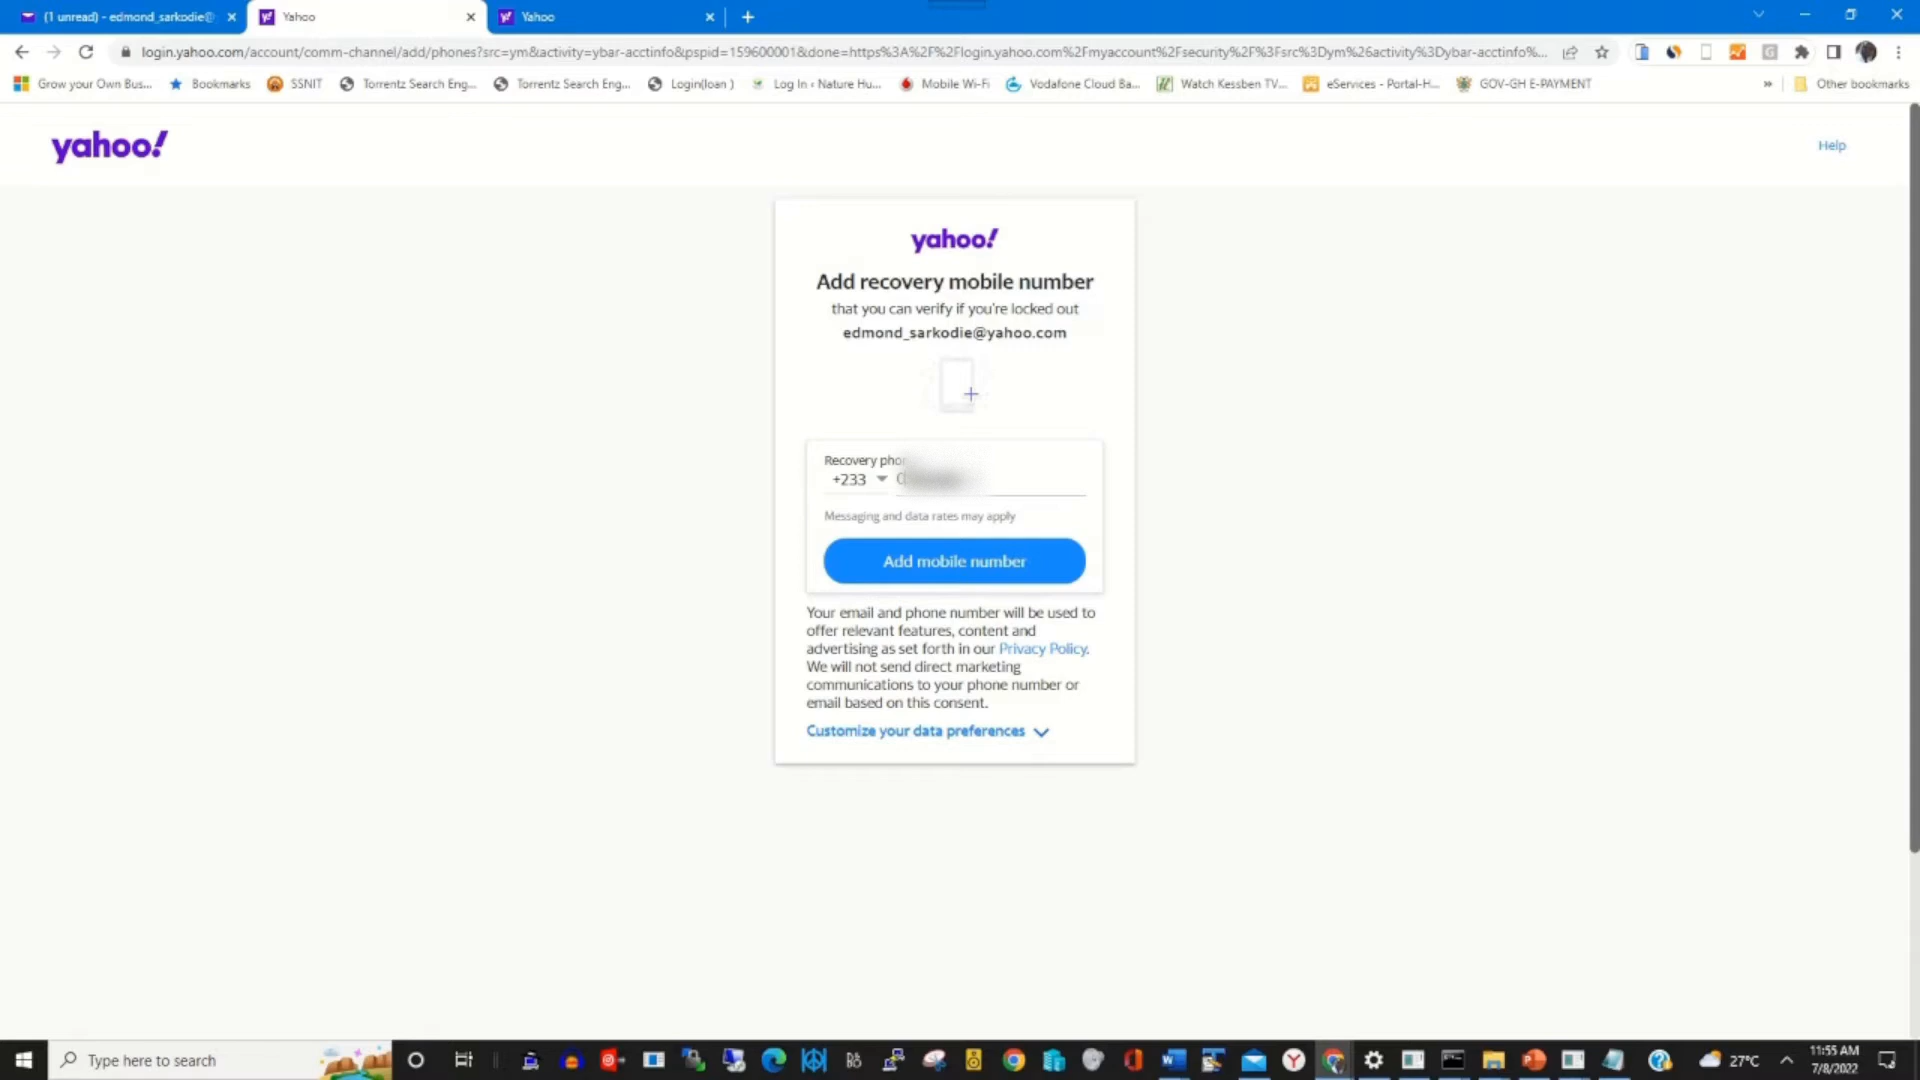 (1 unread) - edmond_sarkodie@
Yahoo
Yahoo
login.yahoo.com/account/comm-channel/add/phones?src=ym&activity=ybar-acctinfo&pspid=159600001&done=https%3A%2F%2Flogin.yahoo.com%2Fmyaccount%2Fsecurity%2F%3Fsrc%3Dym%26activity%3Dybar-acctinfo%...
Grow your Own Bus...
Bookmarks
SSNIT
Torrentz Search Eng...
Torrentz Search Eng...
Login(loan )
Log In ‹ Nature Hu...
Mobile Wi-Fi
Vodafone Cloud Ba...
Watch Kessben TV...
eServices - Portal-H...
GOV-GH E-PAYMENT
»
Other bookmarks
yahoo!
Help
yahoo!
Add recovery mobile number
that you can verify if you're locked out
edmond_sarkodie@yahoo.com
Recovery pho
+233
Messaging and data rates may apply
Add mobile number
Your email and phone number will be used to
offer relevant features, content and
advertising as set forth in our Privacy Policy.
We will not send direct marketing
communications to your phone number or
email based on this consent.
Customize your data preferences
Type here to search
27°C
11:55 AM
7/8/2022